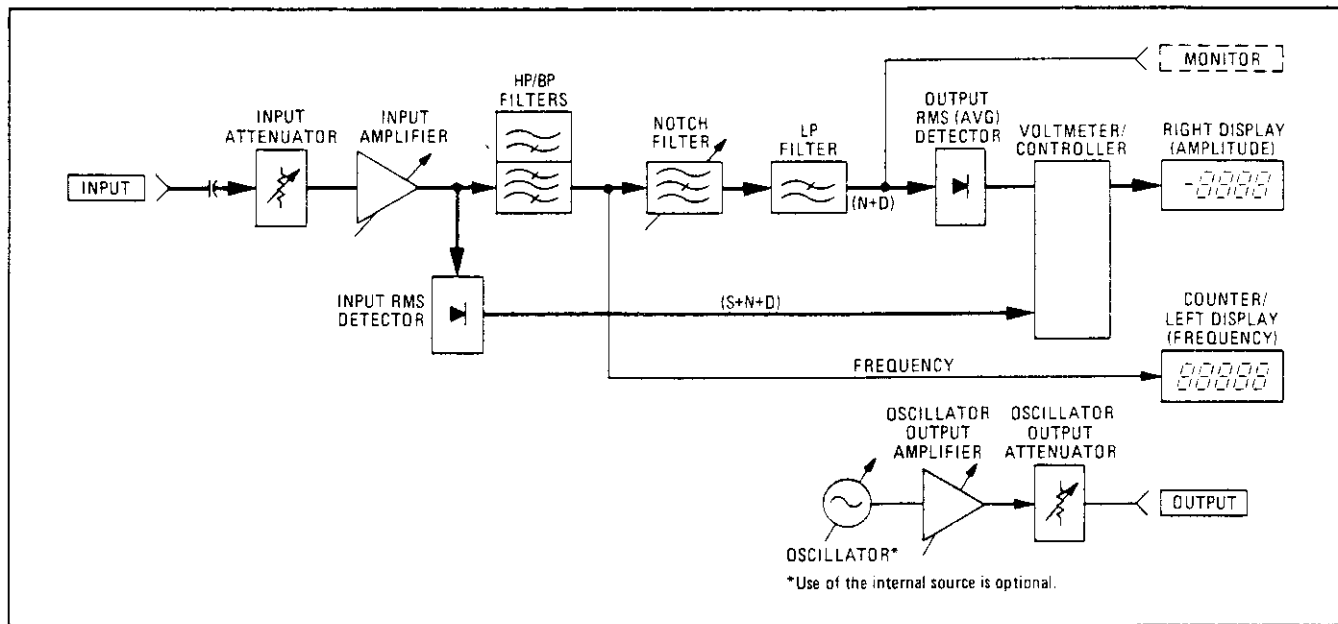 HP/BP
FILTERS
MONITOR
INPUT
ATTENUATOR
INPUT
AMPLIFIER
NOTCH
FILTER
LP
FILTER
OUTPUT
RMS (AVG)
DETECTOR
VOLTMETER/
CONTROLLER
RIGHT DISPLAY
(AMPLITUDE)
INPUT
(N+D)
-0000
INPUT RMS
DETECTOR
(S+N+D)
COUNTER/
LEFT DISPLAY
(FREQUENCY)
FREQUENCY
00000
OSCILLATOR
OUTPUT
AMPLIFIER
OSCILLATOR
OUTPUT
ATTENUATOR
OUTPUT
OSCILLATOR*
*Use of the internal source is optional.